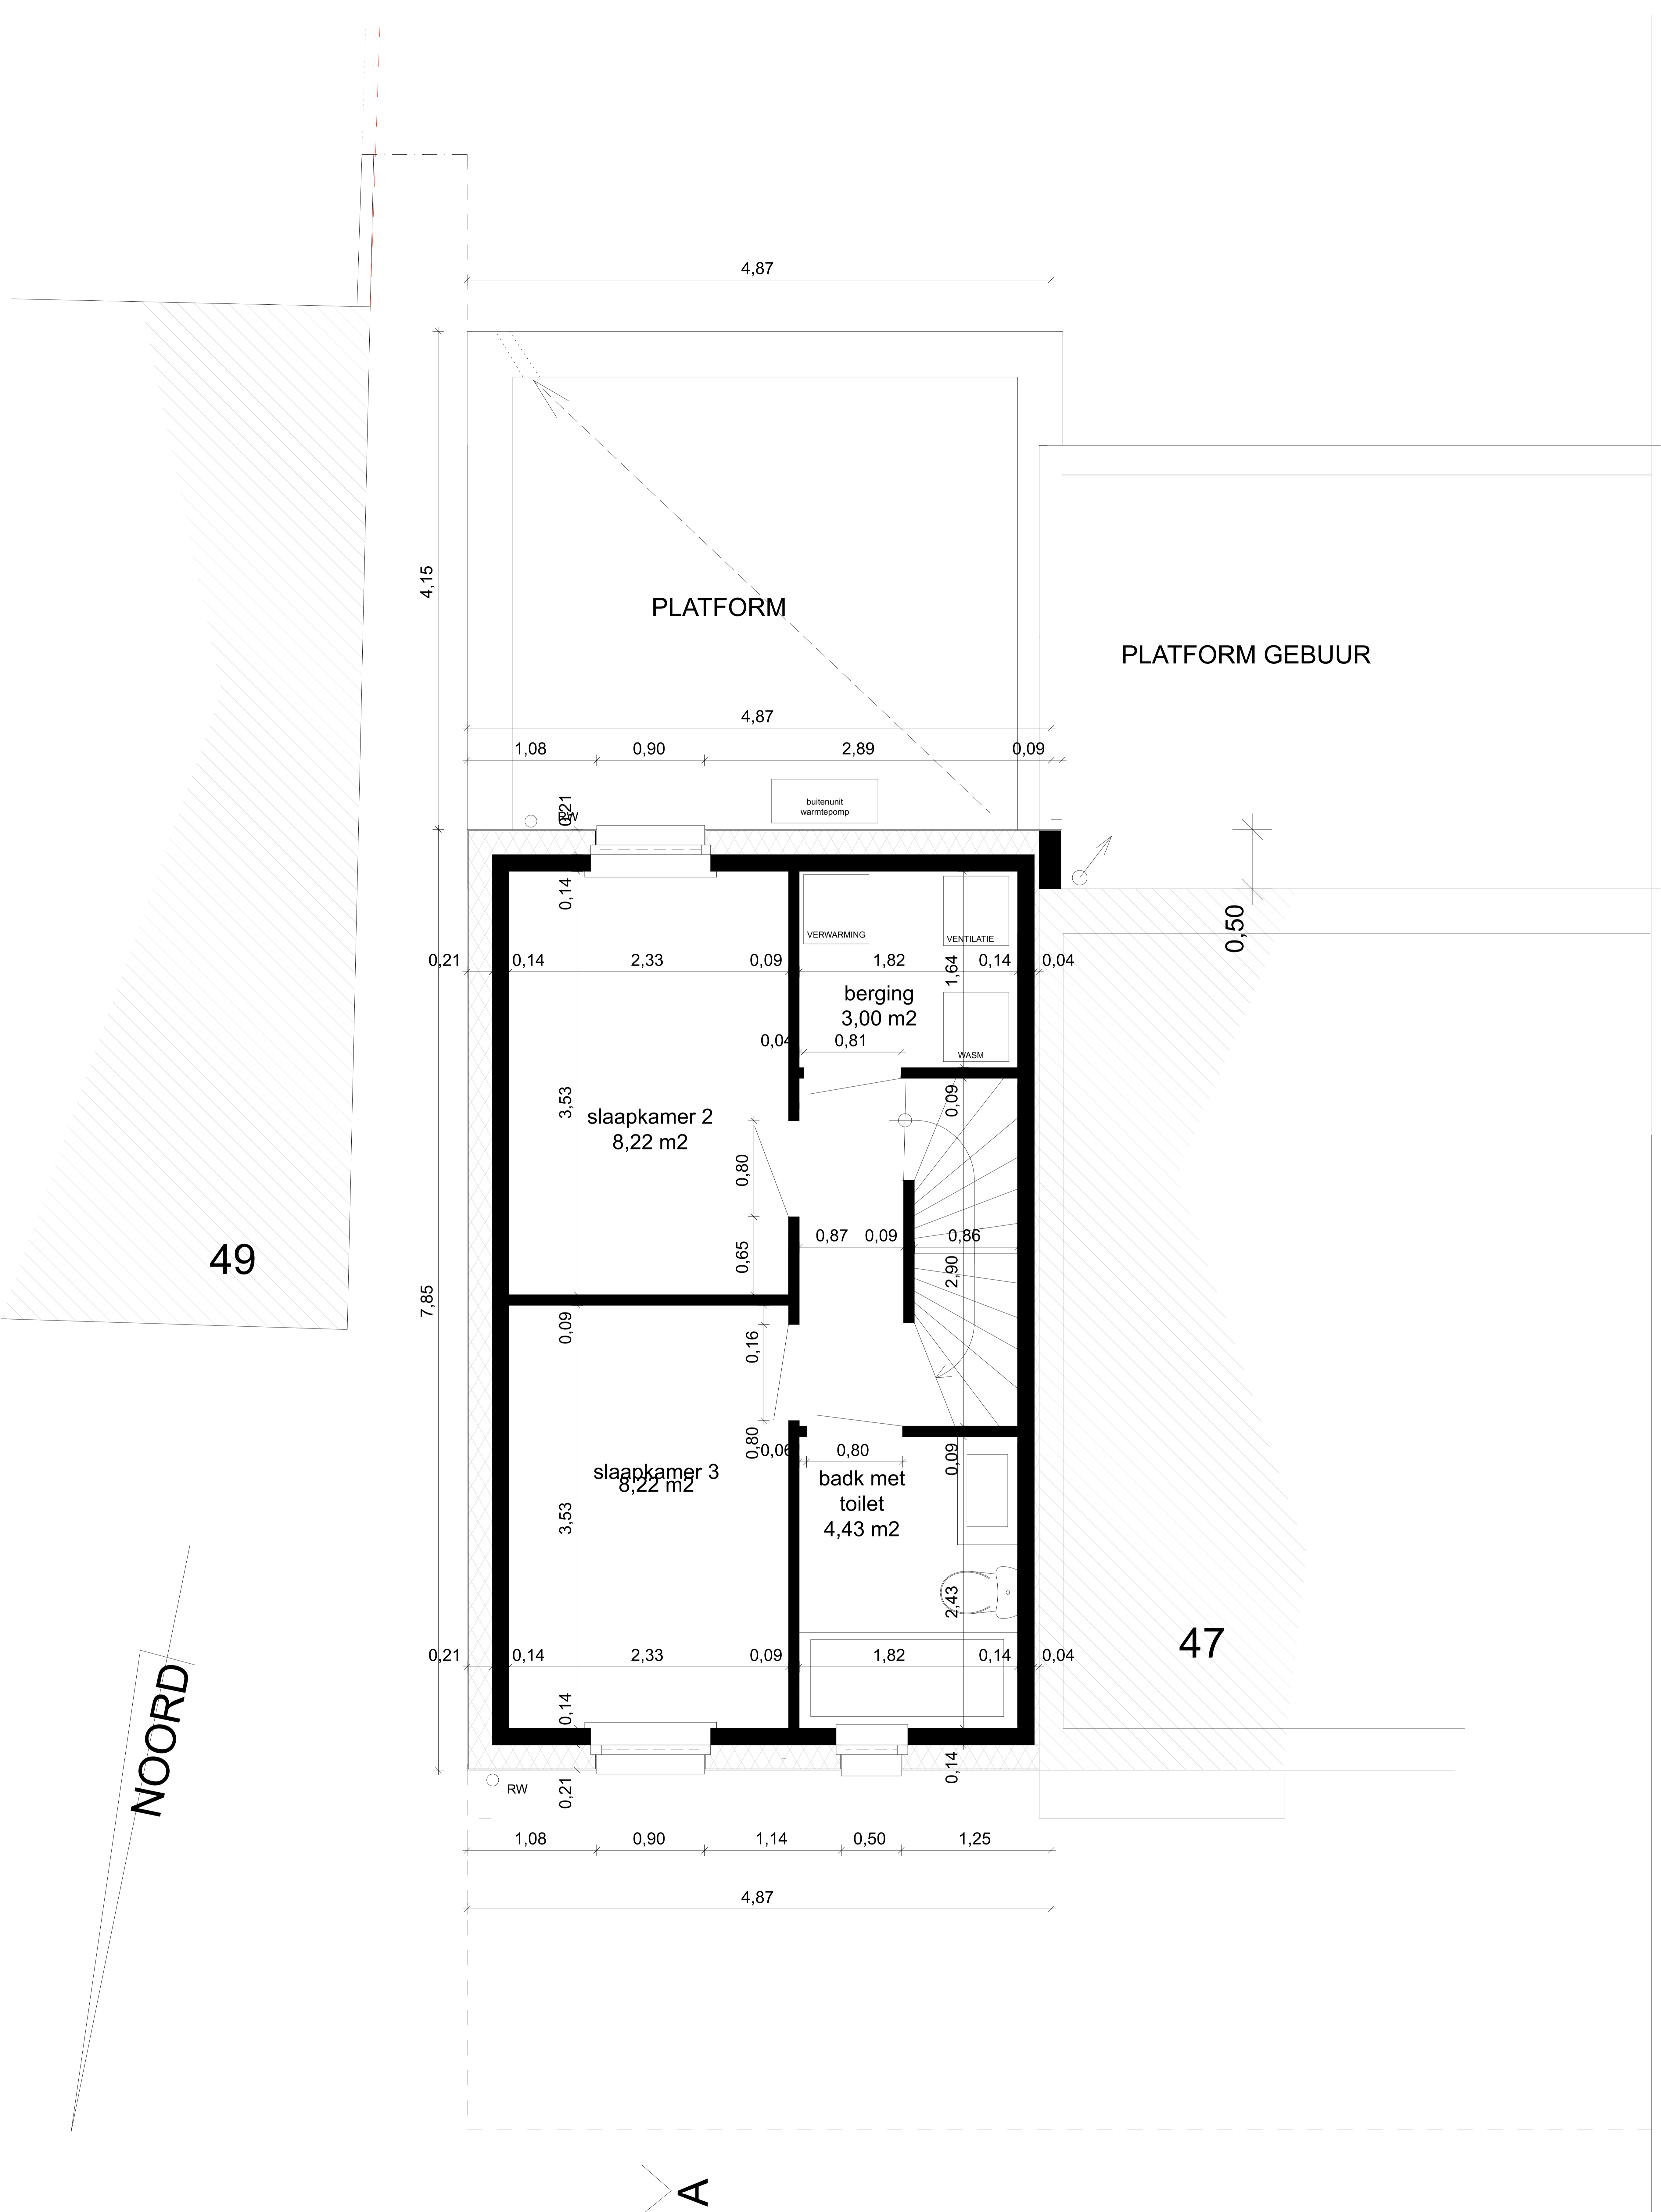 4,87
4,15
PLATFORM
PLATFORM GEBUUR
4,87
1,08 0,90 2,89 0,09
buitenunit
warmtepomp
0,21
RW
0,14
VERWARMING
VENTILATIE
0,50
0,21 0,14 2,33 0,09 1,82 0,14 0,04
1,64
berging
3,00 m2
0,04 0,81
WASM
0,09
3,53
slaapkamer 2
8,22 m2
0,80
0,87 0,09 0,86
0,65
2,90
49
7,85
0,09
0,16
0,80
0,06 0,80
0,09
slaapkamer 3
8,22 m2
badk met
toilet
4,43 m2
3,53
2,43
47
0,21 0,14 2,33 0,09 1,82 0,14 0,04
NOORD
0,14
0,14
RW
0,21
1,08 0,90 1,14 0,50 1,25
4,87
A